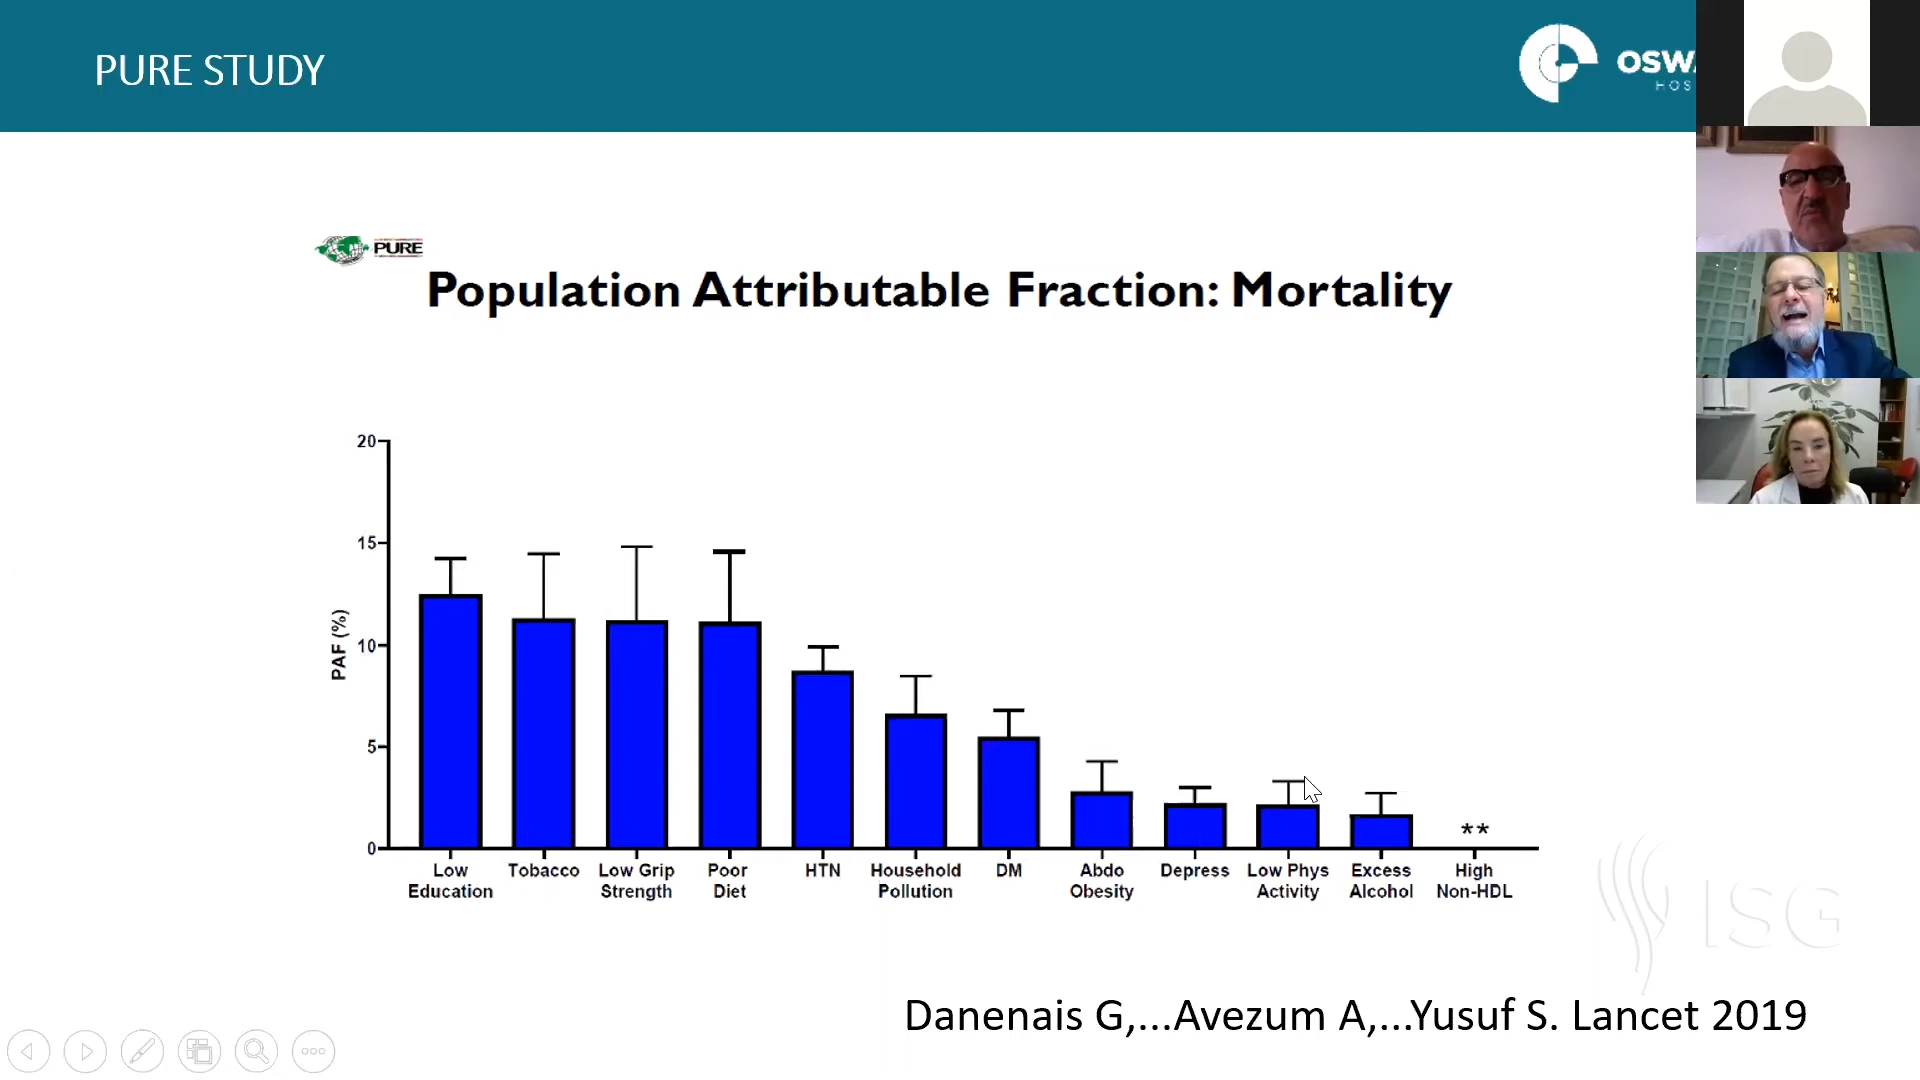 PURE STUDY
OSWA
HOS
PURE
Population Attributable Fraction: Mortality
PAF (%)
20
15
10
5
0
Low Education
Tobacco
Low Grip Strength
Poor Diet
HTN
Household Pollution
DM
Abdo Obesity
Depress
Low Phys Activity
Excess Alcohol
**
High Non-HDL
ISG
Danenais G,...Avezum A,...Yusuf S. Lancet 2019